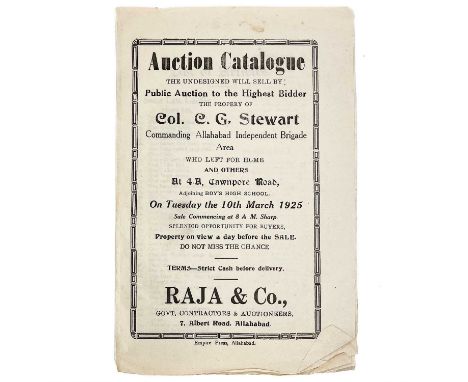 Auction Catalogue
THE UNDESIGNED WILL SELL BY;
Public Auction to the Highest Bidder
THE PROPERY OF
Col. C. G. Stewart
Commanding Allahabad Independent Brigade
Area
WHO LEFT FOR HOME
AND OTHERS
At 4-A, Cawnpore Road,
Adjoining BOY'S HIGH SCHOOL.
On Tuesday the 10th March 1925
Sale Commencing at 8 A. M. Sharp.
SPLENDID OPPORTUNITY FOR BUYERS,
Property on view a day before the SALE.
DO NOT MISS THE CHANCE
TERMS—Strict Cash before delivery.
RAJA & Co.,
GOVT. CONTRACTORS & AUCTIONEERS,
7. Albert Road, Allahabad.
Empire Press, Allahabad.